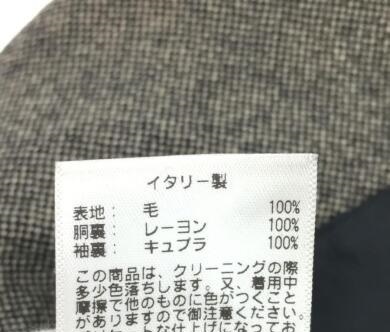 イタリー製
表地： 毛 100%
胴裏： レーヨン 100%
袖裏： キュプラ 100%
この商品は、クリーニングの際
多少色落ちします。又、着用中
摩擦で他のものに色がつくこと
がありますので御注意ください。